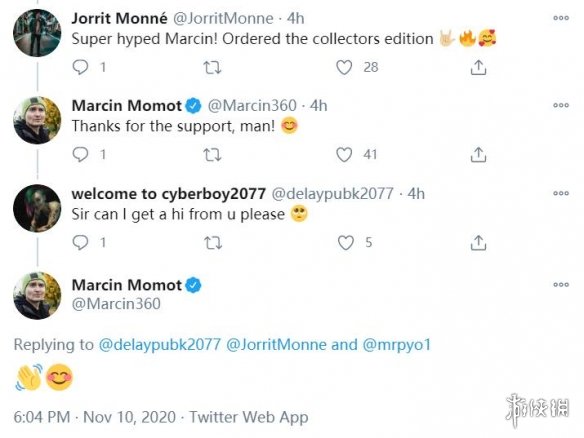 Jorrit Monné @JorritMonne · 4h
Super hyped Marcin! Ordered the collectors edition 🤘🏻🔥🥰
1 28
Marcin Momot @Marcin360 · 4h
Thanks for the support, man! 😊
1 41
welcome to cyberboy2077 @delaypubk2077 · 4h
Sir can I get a hi from u please 🥺
1 5
Marcin Momot
@Marcin360
Replying to @delaypubk2077 @JorritMonne and @mrpyo1
👋😊
6:04 PM · Nov 10, 2020 · Twitter Web App
游侠网